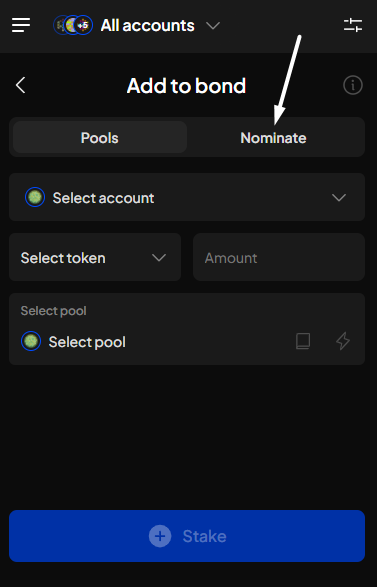 +5 All accounts
Add to bond
Pools Nominate
Select account
Select token Amount
Select pool
Select pool
Stake